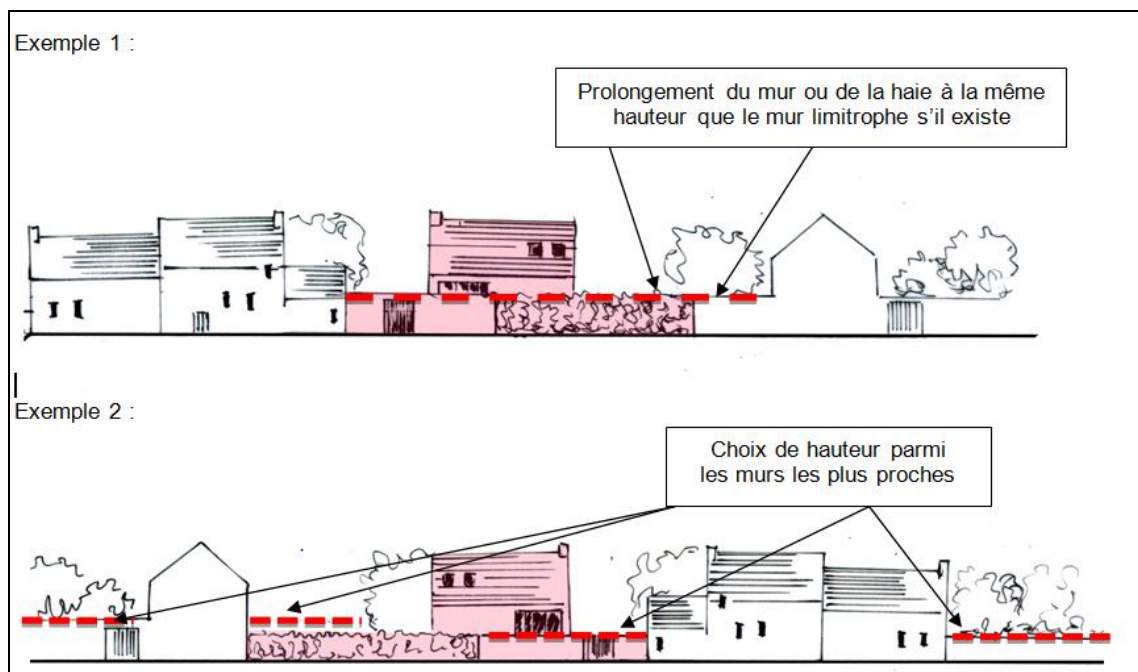 Exemple 1 :
Prolongement du mur ou de la haie à la même
hauteur que le mur limitrophe s’il existe
Exemple 2 :
Choix de hauteur parmi
les murs les plus proches